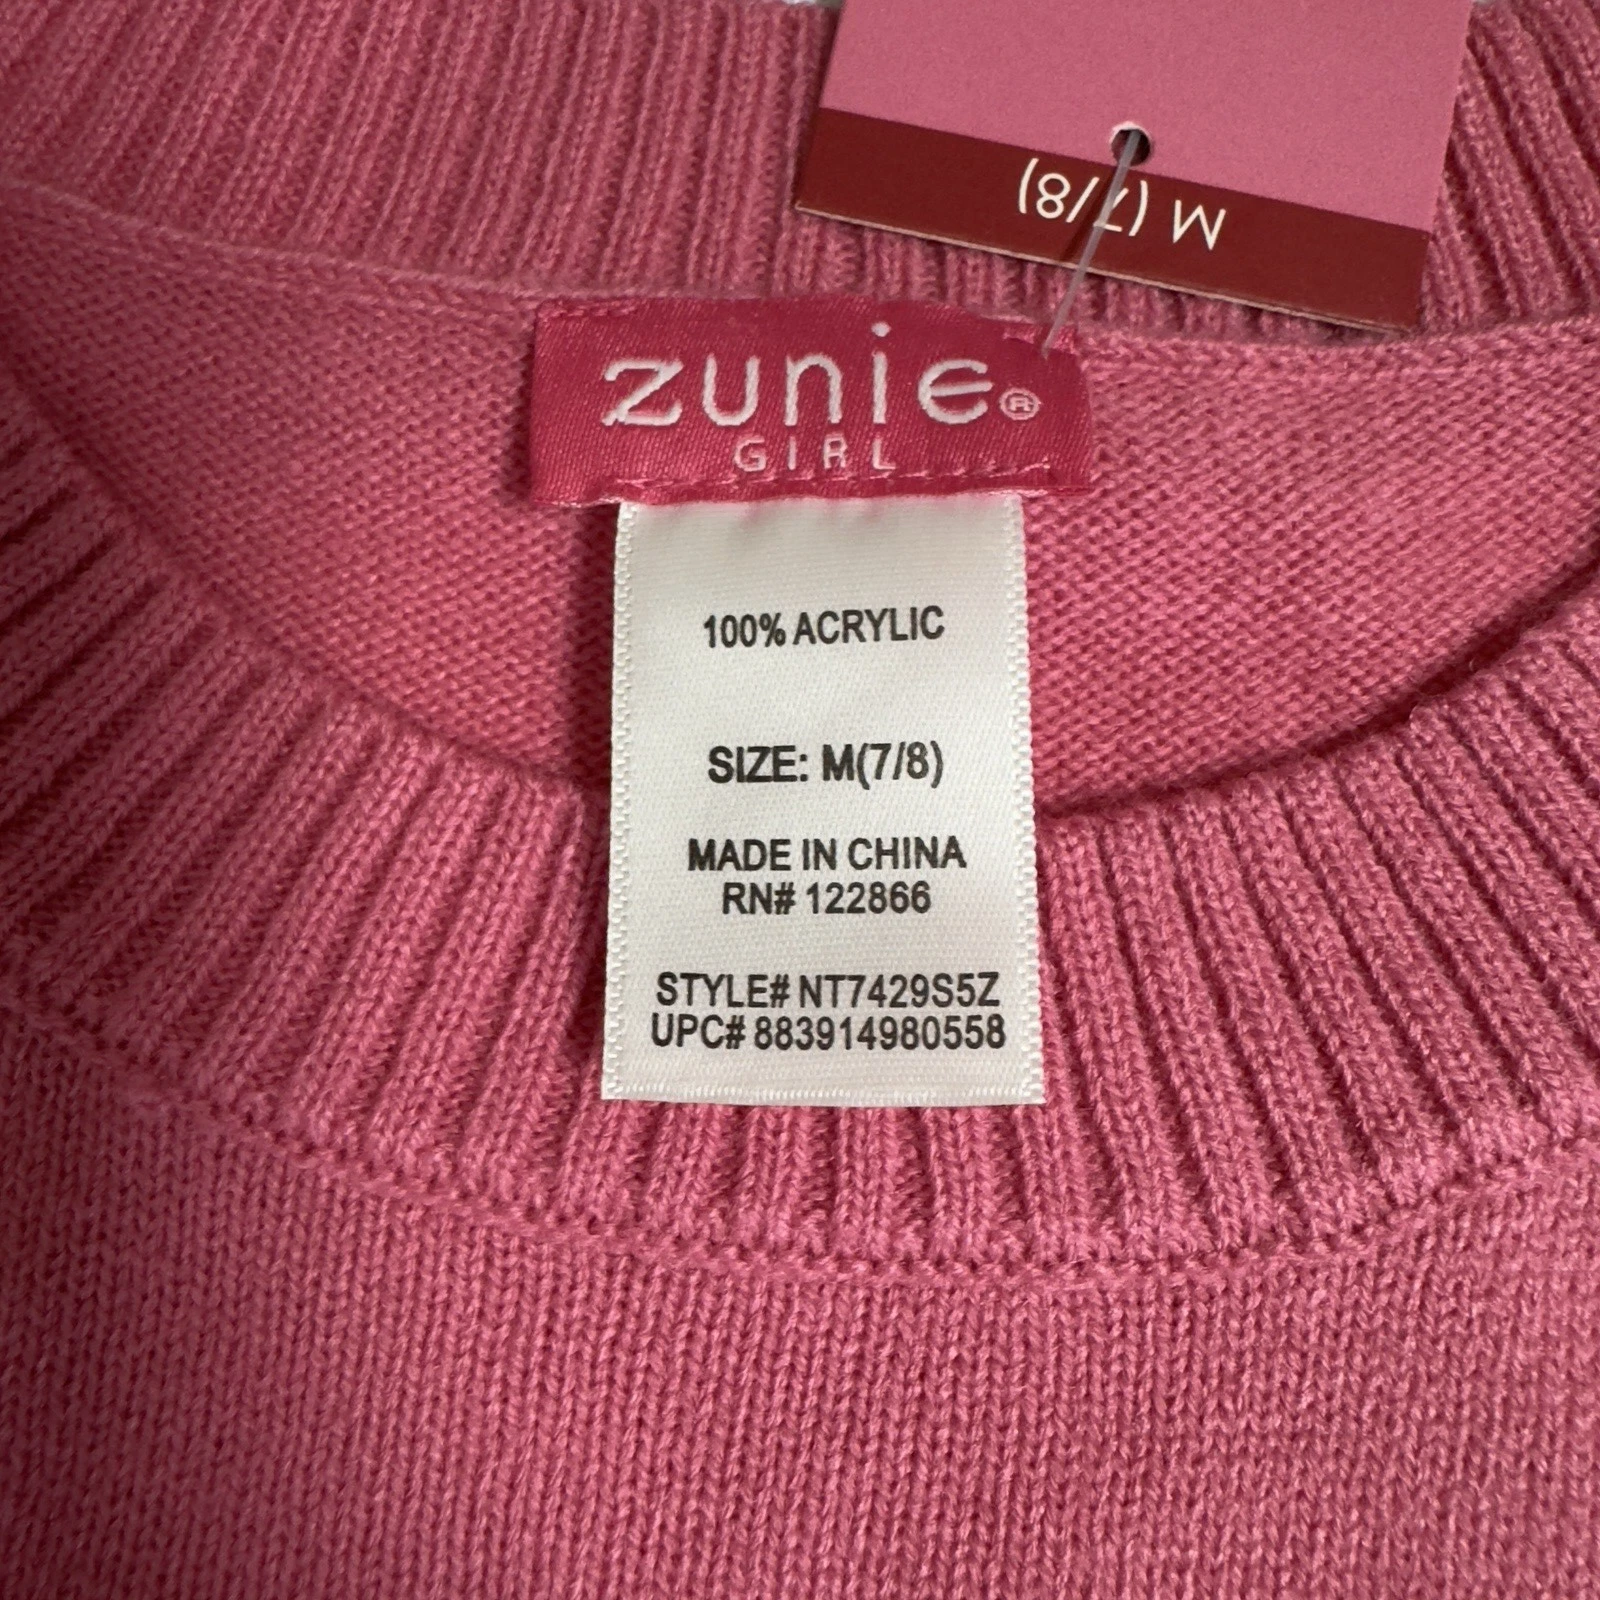 M (7/8)
zunie®
GIRL
100% ACRYLIC
SIZE: M(7/8)
MADE IN CHINA
RN# 122866
STYLE# NT7429S5Z
UPC# 883914980558